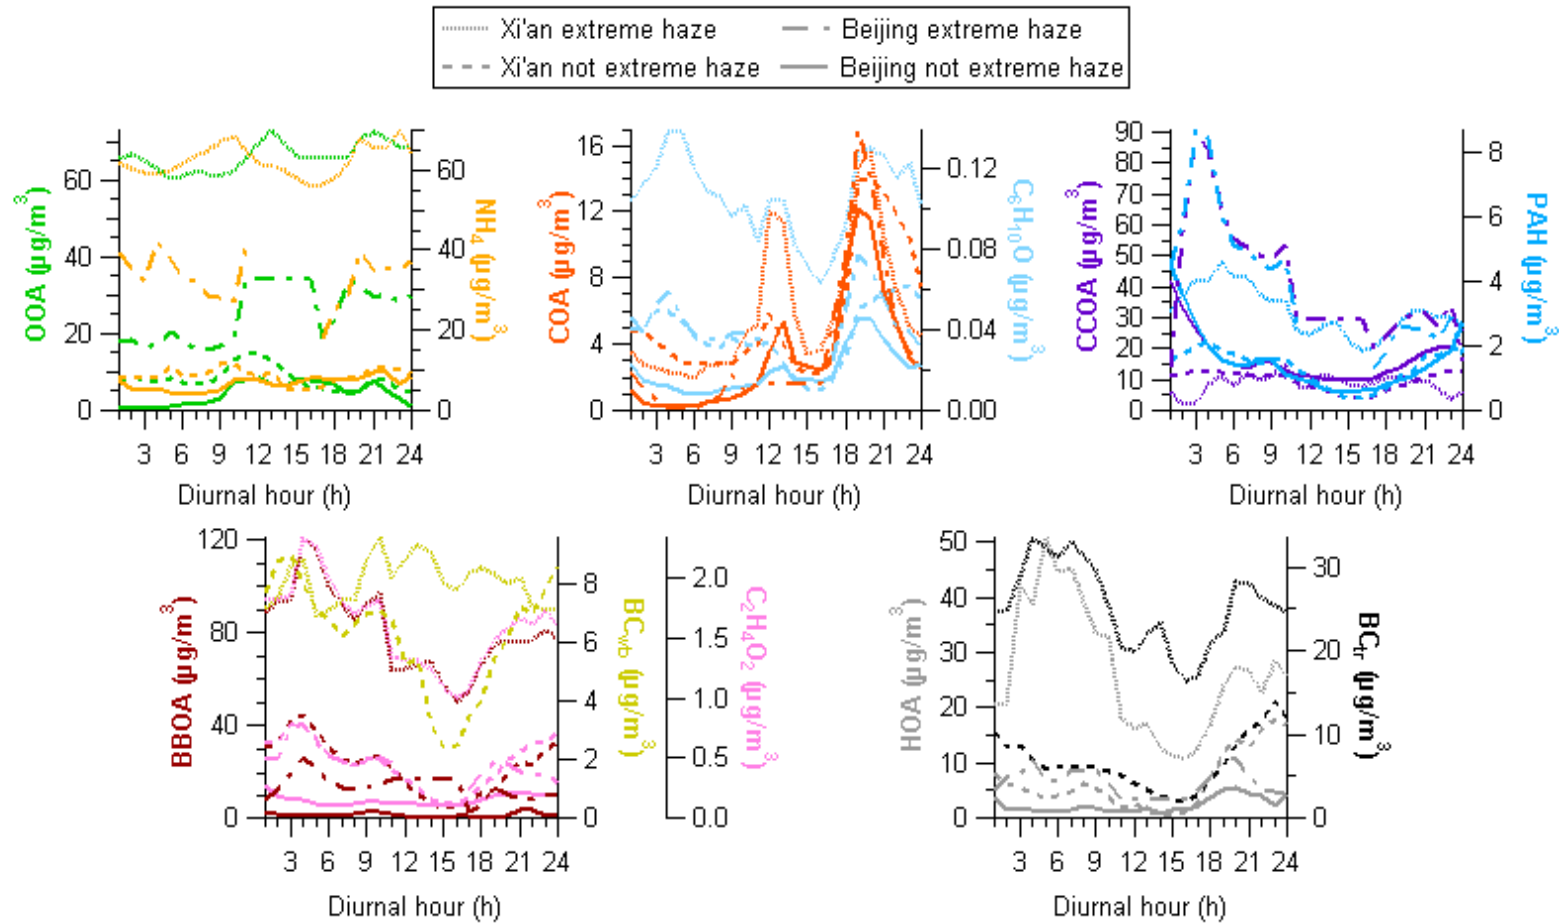 Xi'an extreme haze
Beijing extreme haze
Xi'an not extreme haze
Beijing not extreme haze
OOA (µg/m³)
60
40
20
0
NH₄ (µg/m³)
60
40
20
0
3 6 9 12 15 18 21 24
Diurnal hour (h)
COA (µg/m³)
16
12
8
4
0
C₆H₁₀O (µg/m³)
0.12
0.08
0.04
0.00
3 6 9 12 15 18 21 24
Diurnal hour (h)
CCOA (µg/m³)
90
80
70
60
50
40
30
20
10
0
PAH (µg/m³)
8
6
4
2
0
3 6 9 12 15 18 21 24
Diurnal hour (h)
BBOA (µg/m³)
120
80
40
0
BCwb (µg/m³)
8
6
4
2
0
C₂H₄O₂ (µg/m³)
2.0
1.5
1.0
0.5
0.0
3 6 9 12 15 18 21 24
Diurnal hour (h)
HOA (µg/m³)
50
40
30
20
10
0
BCtr (µg/m³)
30
20
10
0
3 6 9 12 15 18 21 24
Diurnal hour (h)